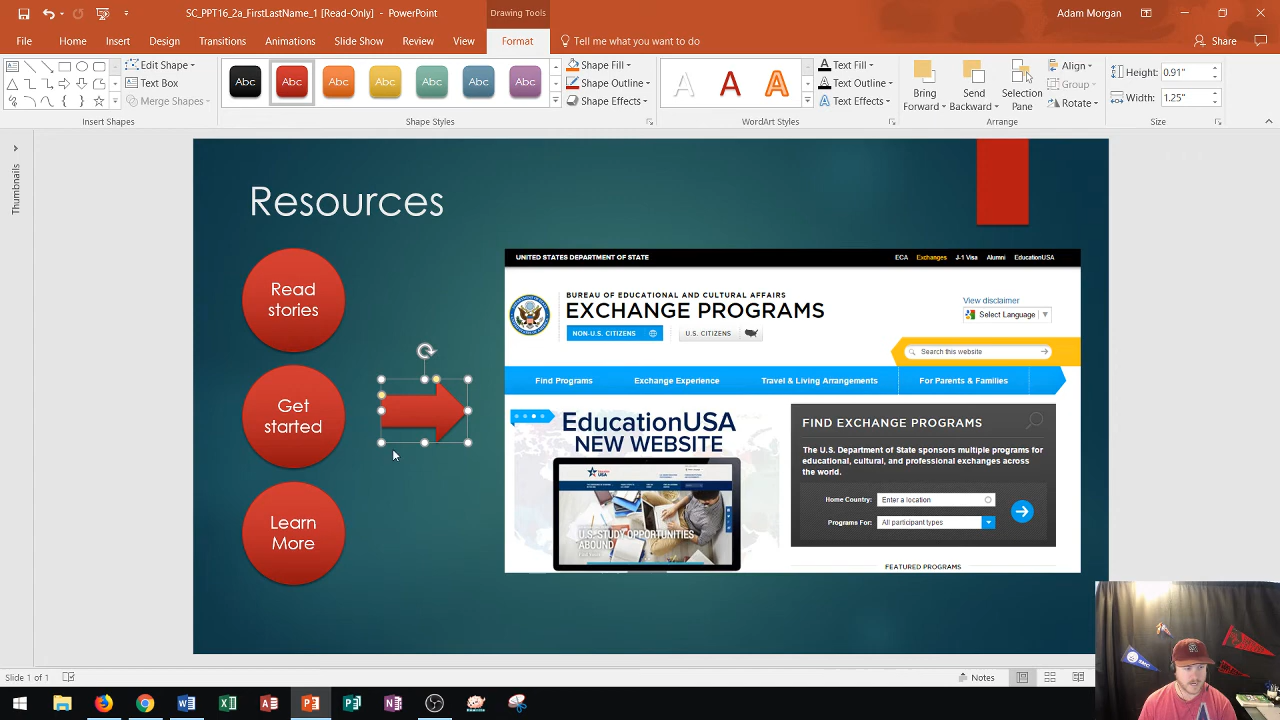 SC_PPT16_2a_FirstLastName_1 [Read-Only] - PowerPoint
Drawing Tools
Adam Morgan
File Home Insert Design Transitions Slide Show Animations Review View Format Tell me what you want to do Share
Edit Shape
Text Box
Merge Shapes
Insert Shapes
Abc Abc Abc Abc Abc Abc Abc
Shape Fill
Shape Outline
Shape Effects
Shape Styles
A A A
Text Fill
Text Outline
Text Effects
WordArt Styles
Bring Forward
Send Backward
Selection Pane
Align
Group
Rotate
Arrange
Height: 0.91"
Width: 1.25"
Size
Thumbnails
Resources
Read
stories
Get
started
Learn
More
UNITED STATES DEPARTMENT OF STATE
ECA Exchanges J-1 Visa Alumni EducationUSA
BUREAU OF EDUCATIONAL AND CULTURAL AFFAIRS
EXCHANGE PROGRAMS
NON-U.S. CITIZENS
U.S. CITIZENS
View disclaimer
Select Language
Search this website
Find Programs Exchange Experience Travel & Living Arrangements For Parents & Families
EducationUSA
NEW WEBSITE
U.S. STUDY OPPORTUNITIES
ABOUND
FIND EXCHANGE PROGRAMS
The U.S. Department of State sponsors multiple programs for
educational, cultural, and professional exchanges across
the world.
Home Country: Enter a location
Programs For: All participant types
FEATURED PROGRAMS
Slide 1 of 1
Notes